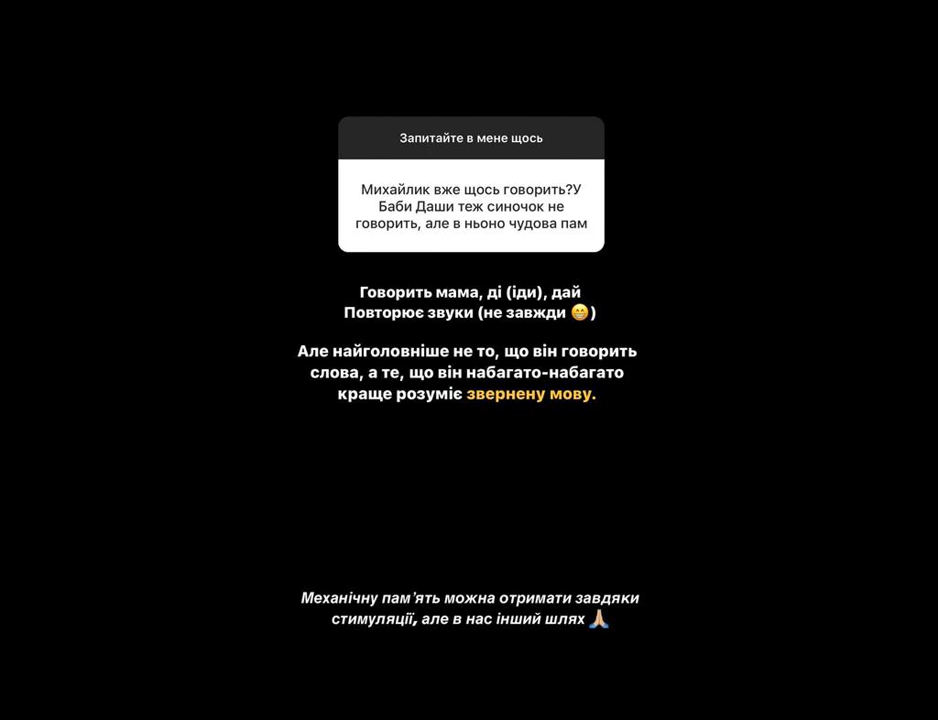 Запитайте в мене щось
Михайлик вже щось говорить?У
Баби Даши теж синочок не
говорить, але в ньоно чудова пам
Говорить мама, ді (іди), дай
Повторює звуки (не завжди 😁)
Але найголовніше не то, що він говорить
слова, а те, що він набагато-набагато
краще розуміє звернену мову.
Механічну пам’ять можна отримати завдяки
стимуляції, але в нас інший шлях 🙏🏼